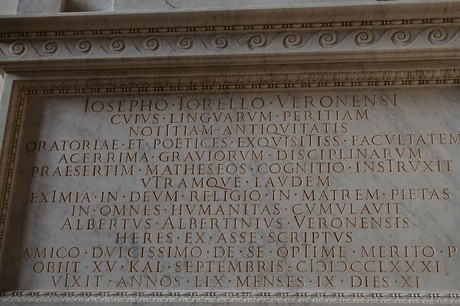 IOSEPHO · TORELLO · VERONENSI
CVIVS · LINGVARVM · PERITIAM
NOTITIAM · ANTIQVITATIS
ORATORIAE · ET · POETICES · EXQVISITISS · FACVLTATEM
ACERRIMA · GRAVIORVM · DISCIPLINARVM
PRAESERTIM · MATHESEOS · COGNITIO · INSTRVXIT
VTRAMQVE · LAVDEM
EXIMIA · IN · DEVM · RELIGIO · IN · MATREM · PIETAS
IN · OMNES · HVMANITAS · CVMVLAVIT
ALBERTVS · ALBERTINIVS · VERONENSIS
HERES · EX · ASSE · SCRIPTVS
AMICO · DVLCISSIMO · DE · SE · OPTIME · MERITO · P
OBIIT · XV · KAL · SEPTEMBRIS · CIƆIƆCCLXXXI
VIXIT · ANNOS · LIX · MENSES · IX · DIES · XI